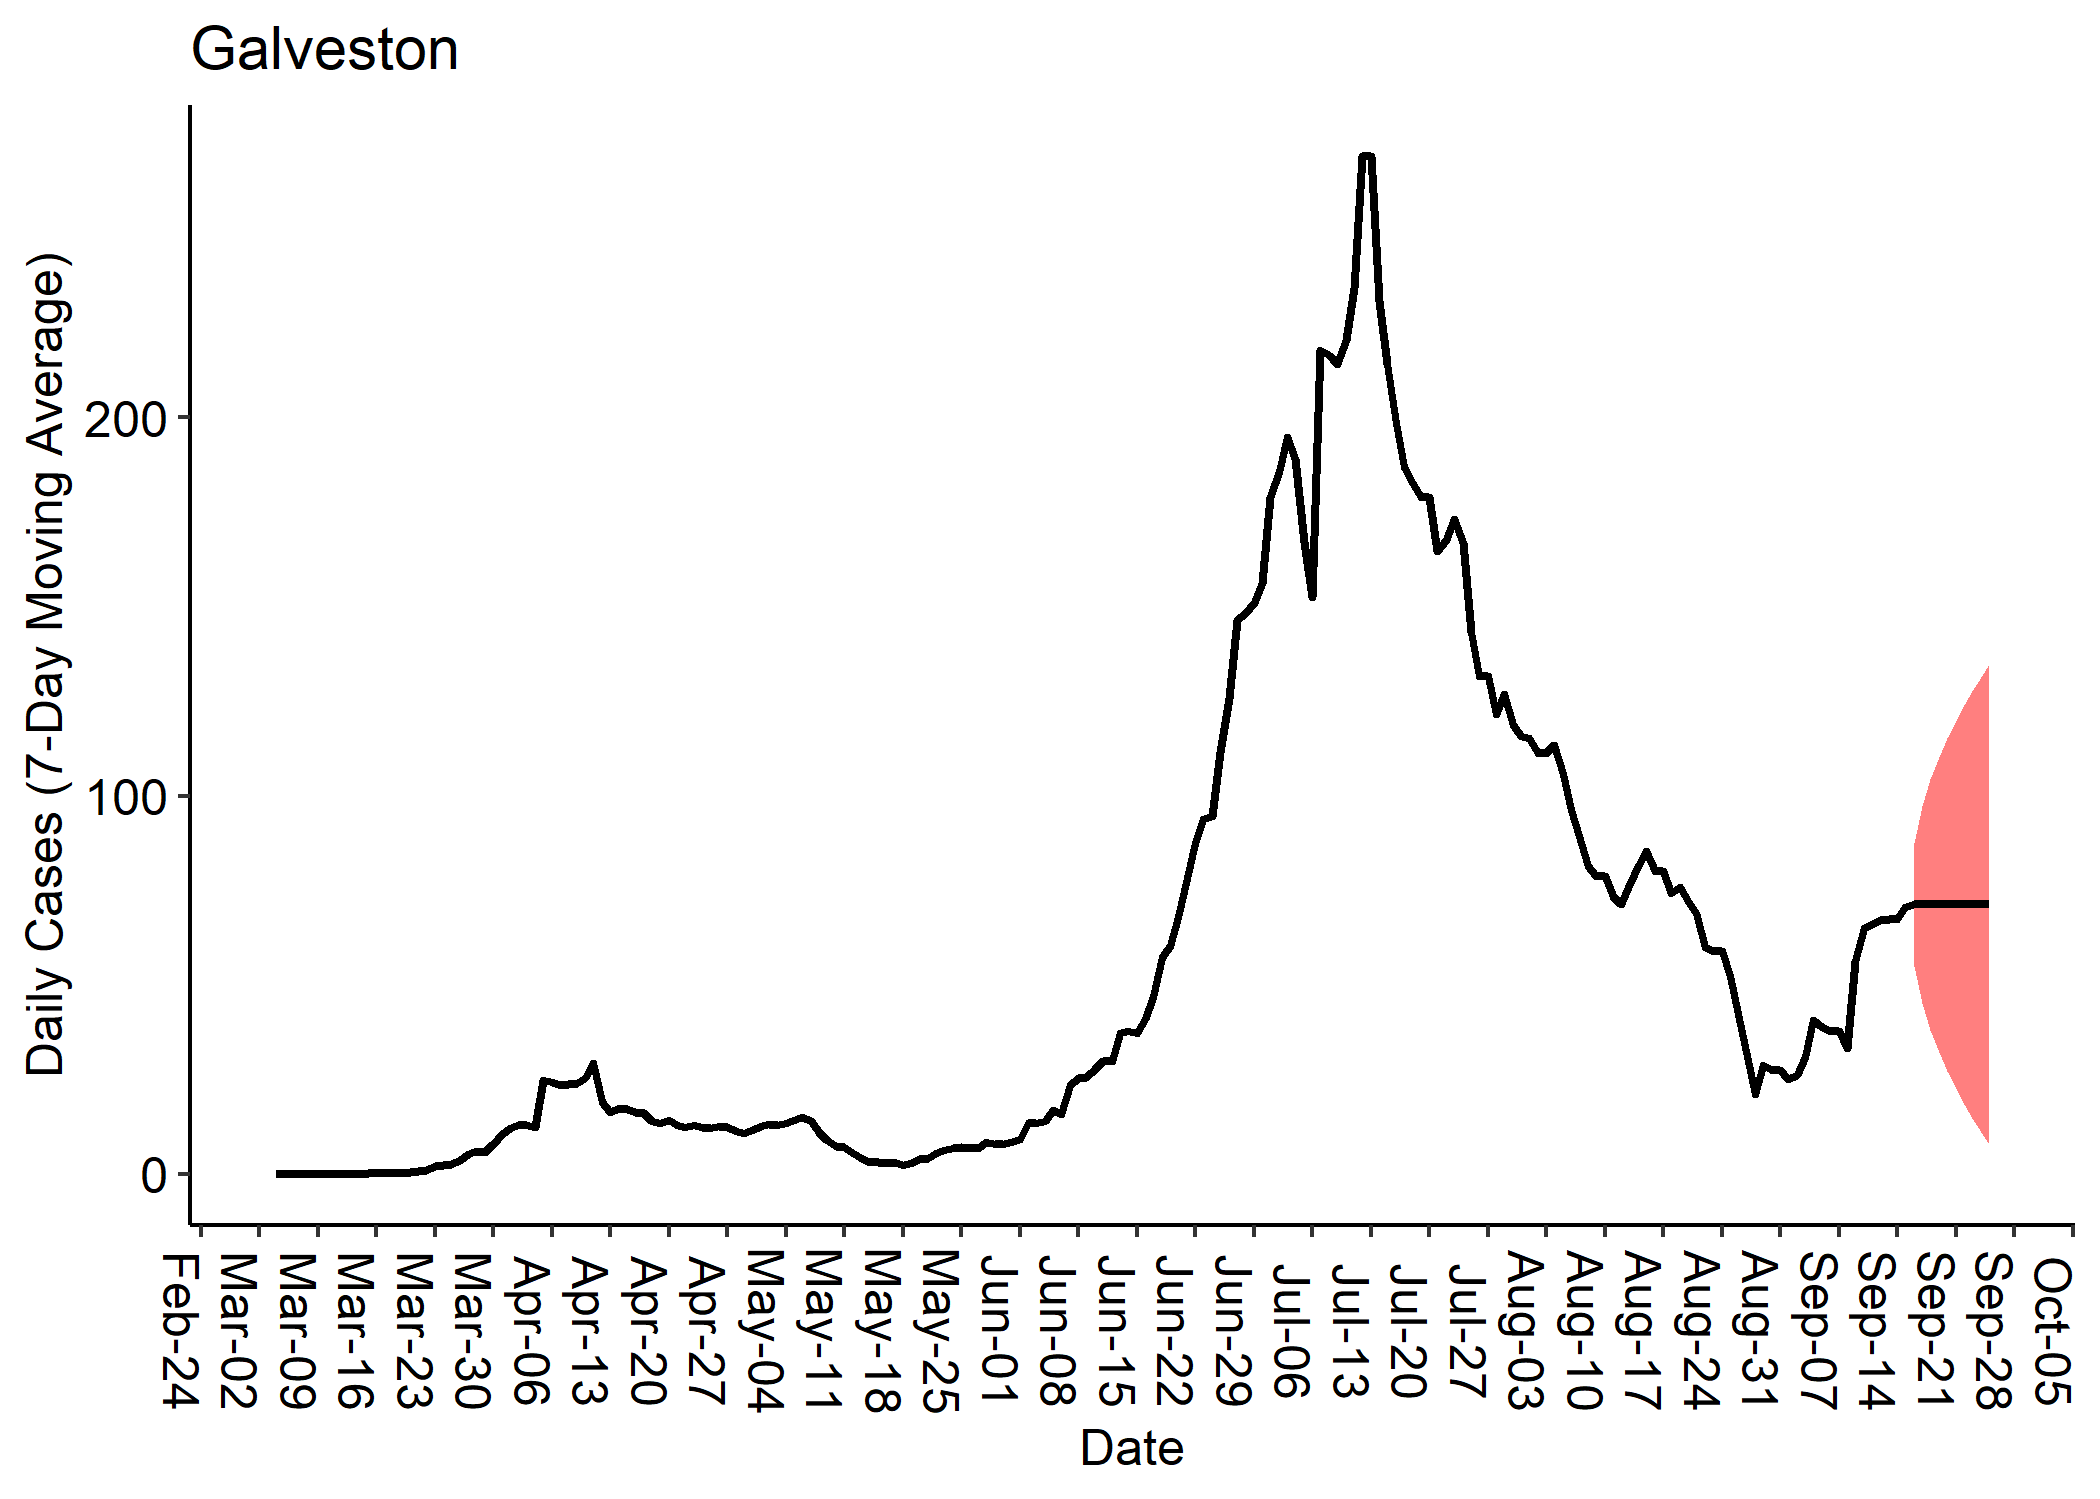 Galveston
Daily Cases (7-Day Moving Average)
200
100
0
Feb-24
Mar-02
Mar-09
Mar-16
Mar-23
Mar-30
Apr-06
Apr-13
Apr-20
Apr-27
May-04
May-11
May-18
May-25
Jun-01
Jun-08
Jun-15
Jun-22
Jun-29
Jul-06
Jul-13
Jul-20
Jul-27
Aug-03
Aug-10
Aug-17
Aug-24
Aug-31
Sep-07
Sep-14
Sep-21
Sep-28
Oct-05
Date